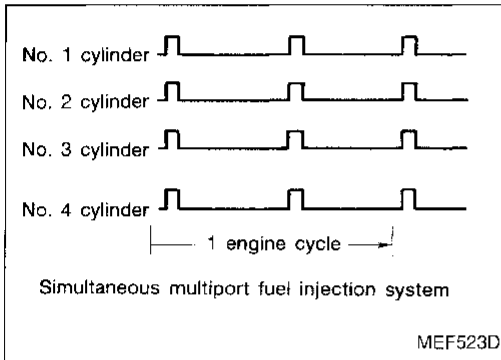 No. 1 cylinder
No. 2 cylinder
No. 3 cylinder
No. 4 cylinder
1 engine cycle
Simultaneous multiport fuel injection system
MEF523D